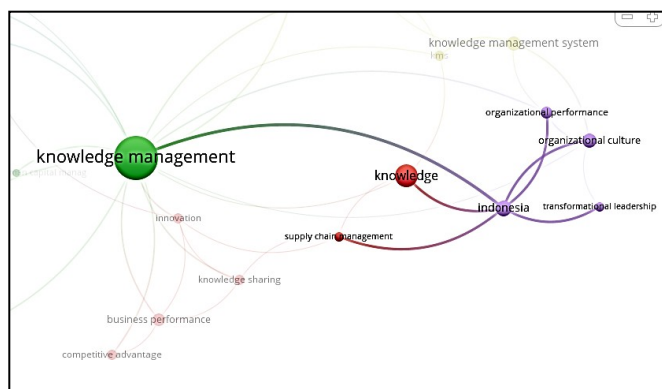 knowledge management system
kms
organizational performance
organizational culture
knowledge management
knowledge
indonesia
transformational leadership
innovation
supply chain management
knowledge sharing
business performance
competitive advantage